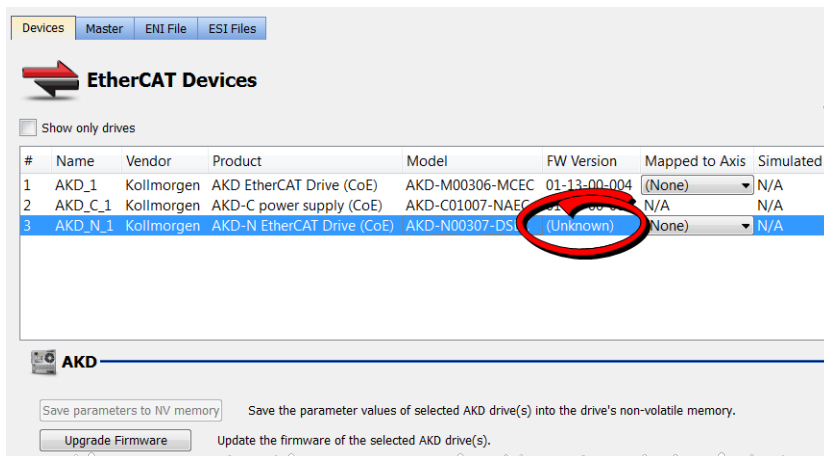 Devices Master ENI File ESI Files
EtherCAT Devices
Show only drives
# Name Vendor Product Model FW Version Mapped to Axis Simulated
1 AKD_1 Kollmorgen AKD EtherCAT Drive (CoE) AKD-M00306-MCEC 01-13-00-004 (None) N/A
2 AKD_C_1 Kollmorgen AKD-C power supply (CoE) AKD-C01007-NAEC N/A N/A
3 AKD_N_1 Kollmorgen AKD-N EtherCAT Drive (CoE) (Unknown) (None) N/A
AKD
Save parameters to NV memory Save the parameter values of selected AKD drive(s) into the drive's non-volatile memory.
Upgrade Firmware Update the firmware of the selected AKD drive(s).